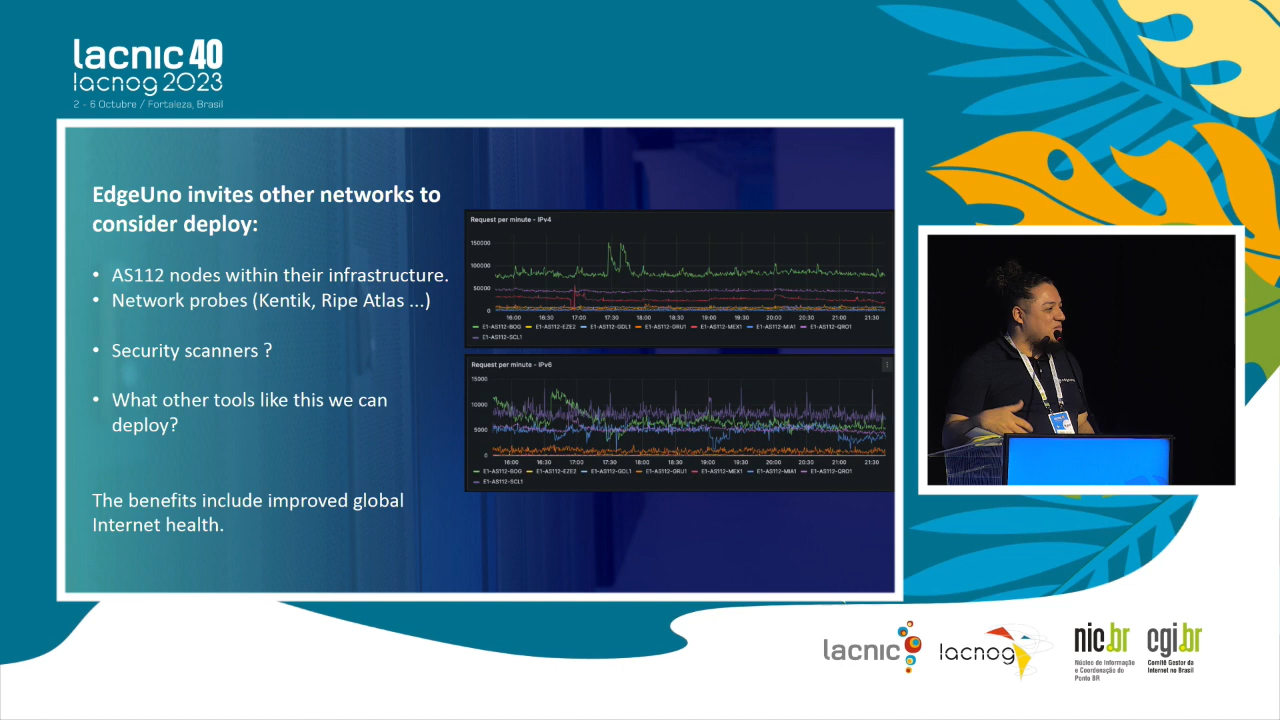 lacnic 40
lacnog 2023
2 - 6 Octubre / Fortaleza, Brasil
EdgeUno invites other networks to
consider deploy:
• AS112 nodes within their infrastructure.
• Network probes (Kentik, Ripe Atlas ...)
• Security scanners ?
• What other tools like this we can
deploy?
The benefits include improved global
Internet health.
Request per minute - IPv4
150000
100000
50000
0
16:00 16:30 17:00 17:30 18:00 18:30 19:00 19:30 20:00 20:30 21:00 21:30
E1-AS112-BOG E1-AS112-EZE2 E1-AS112-GDL1 E1-AS112-GRU1 E1-AS112-MEX1 E1-AS112-MIA1 E1-AS112-QRO1
E1-AS112-SCL1
Request per minute - IPv6
15000
10000
5000
0
16:00 16:30 17:00 17:30 18:00 18:30 19:00 19:30 20:00 20:30 21:00 21:30
E1-AS112-BOG E1-AS112-EZE2 E1-AS112-GDL1 E1-AS112-GRU1 E1-AS112-MEX1 E1-AS112-MIA1 E1-AS112-QRO1
E1-AS112-SCL1
lacnic
lacnog
nic.br
Núcleo de Informação
e Coordenação do
Ponto BR
cgi.br
Comitê Gestor da
Internet no Brasil